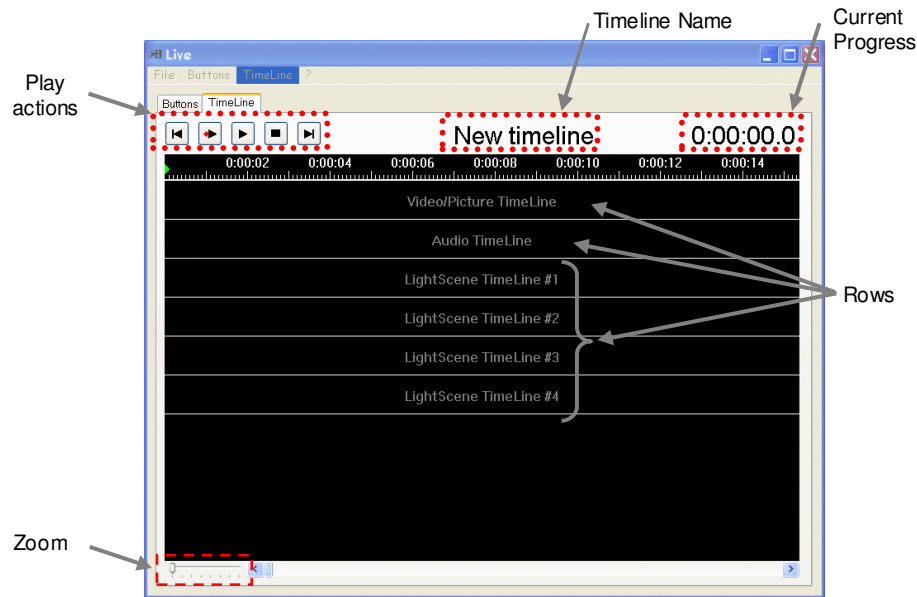 Timeline Name
Current
Progress
Live
File Buttons TimeLine ?
Play
actions
Buttons TimeLine
New timeline
0:00:00.0
0:00:02 0:00:04 0:00:06 0:00:08 0:00:10 0:00:12 0:00:14
Video/Picture TimeLine
Audio TimeLine
LightScene TimeLine #1
Rows
LightScene TimeLine #2
LightScene TimeLine #3
LightScene TimeLine #4
Zoom